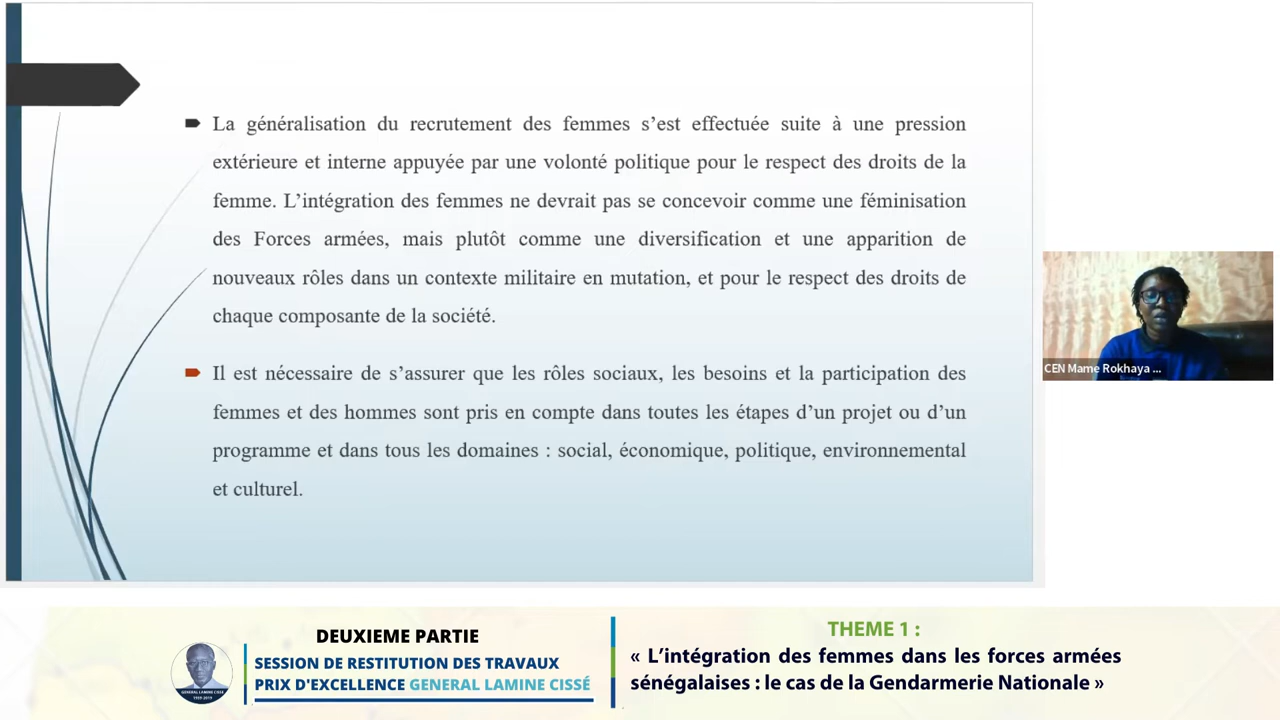 La généralisation du recrutement des femmes s’est effectuée suite à une pression
extérieure et interne appuyée par une volonté politique pour le respect des droits de la
femme. L’intégration des femmes ne devrait pas se concevoir comme une féminisation
des Forces armées, mais plutôt comme une diversification et une apparition de
nouveaux rôles dans un contexte militaire en mutation, et pour le respect des droits de
chaque composante de la société.
Il est nécessaire de s’assurer que les rôles sociaux, les besoins et la participation des
femmes et des hommes sont pris en compte dans toutes les étapes d’un projet ou d’un
programme et dans tous les domaines : social, économique, politique, environnemental
et culturel.
CEN Mame Rokhaya ...
DEUXIEME PARTIE
SESSION DE RESTITUTION DES TRAVAUX
PRIX D'EXCELLENCE GENERAL LAMINE CISSÉ
GENERAL LAMINE CISSÉ
THEME 1 :
« L’intégration des femmes dans les forces armées
sénégalaises : le cas de la Gendarmerie Nationale »